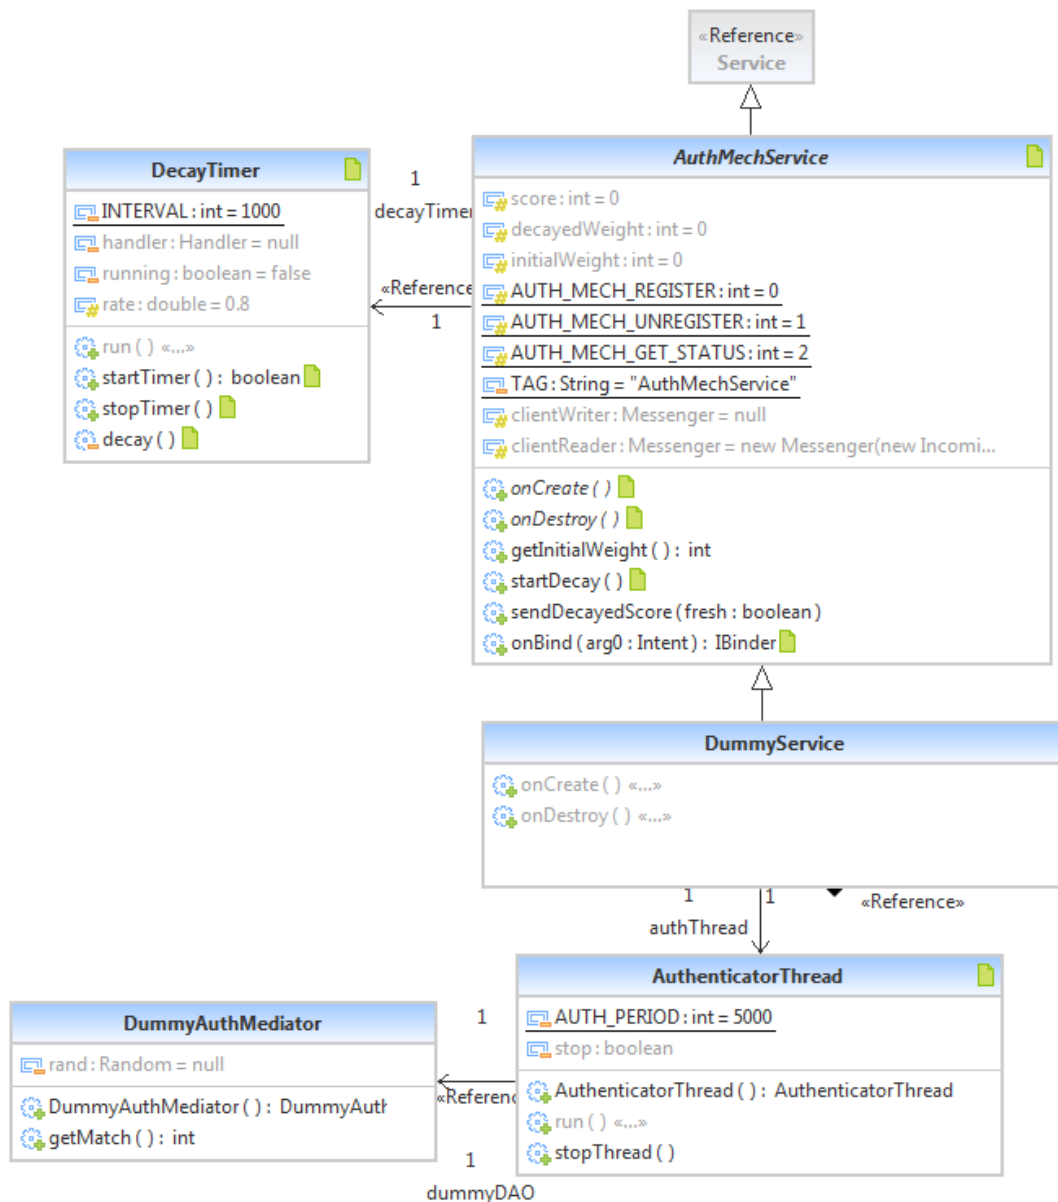 «Reference»
Service
AuthMechService
score : int = 0
decayedWeight : int = 0
initialWeight : int = 0
AUTH_MECH_REGISTER : int = 0
AUTH_MECH_UNREGISTER : int = 1
AUTH_MECH_GET_STATUS : int = 2
TAG : String = "AuthMechService"
clientWriter : Messenger = null
clientReader : Messenger = new Messenger(new Incomi...
onCreate ( )
onDestroy ( )
getInitialWeight ( ) : int
startDecay ( )
sendDecayedScore ( fresh : boolean )
onBind ( arg0 : Intent ) : IBinder
DecayTimer
INTERVAL : int = 1000
handler : Handler = null
running : boolean = false
rate : double = 0.8
run ( ) «...»
startTimer ( ) : boolean
stopTimer ( )
decay ( )
1
decayTimer
«Reference
1
DummyService
onCreate ( ) «...»
onDestroy ( ) «...»
1
1
«Reference»
authThread
AuthenticatorThread
AUTH_PERIOD : int = 5000
stop : boolean
AuthenticatorThread ( ) : AuthenticatorThread
run ( ) «...»
stopThread ( )
DummyAuthMediator
rand : Random = null
DummyAuthMediator ( ) : DummyAuth
getMatch ( ) : int
1
«Referenc
1
dummyDAO